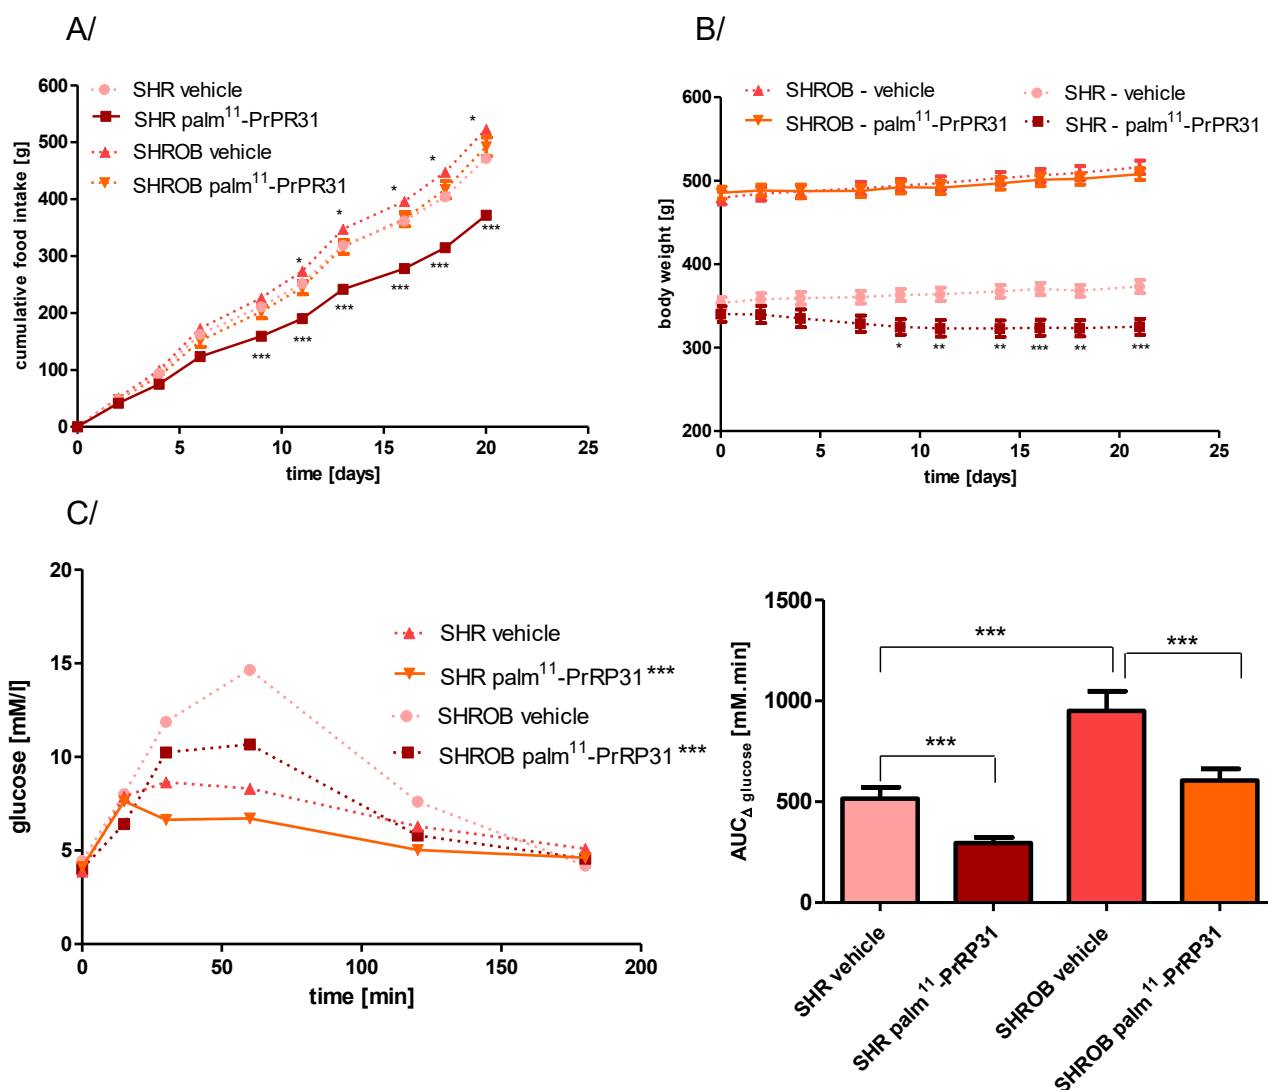 A/
cumulative food intake [g]
600
500
400
300
200
100
0
SHR vehicle
SHR palm11-PrPR31
SHROB vehicle
SHROB palm11-PrPR31
* * * * * *
*** *** *** *** *** ***
0 5 10 15 20 25
time [days]
B/
body weight [g]
600
500
400
300
200
SHROB - vehicle
SHROB - palm11-PrPR31
SHR - vehicle
SHR - palm11-PrPR31
* ** ** *** ** ***
0 5 10 15 20 25
time [days]
C/
glucose [mM/l]
20
15
10
5
0
SHR vehicle
SHR palm11-PrRP31 ***
SHROB vehicle
SHROB palm11-PrRP31 ***
0 50 100 150 200
time [min]
AUCΔ glucose [mM.min]
1500
1000
500
0
***
***
***
SHR vehicle
SHR palm11-PrRP31
SHROB vehicle
SHROB palm11-PrRP31